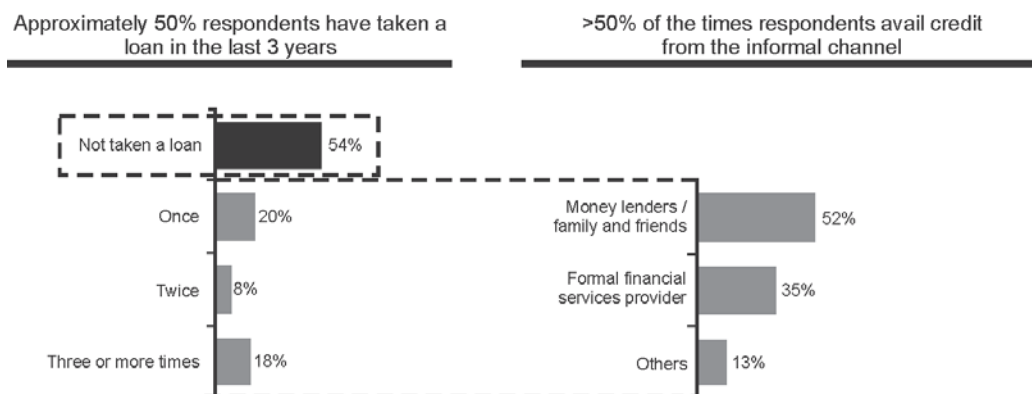 Approximately 50% respondents have taken a
loan in the last 3 years
>50% of the times respondents avail credit
from the informal channel
Not taken a loan 54%
Once 20%
Twice 8%
Three or more times 18%
Money lenders /
family and friends 52%
Formal financial
services provider 35%
Others 13%